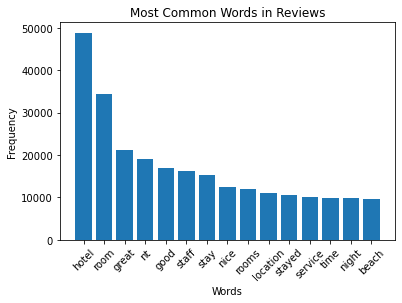 Most Common Words in Reviews
50000
40000
30000
20000
10000
0
Frequency
hotel
room
great
nt
good
staff
stay
nice
rooms
location
stayed
service
time
night
beach
Words